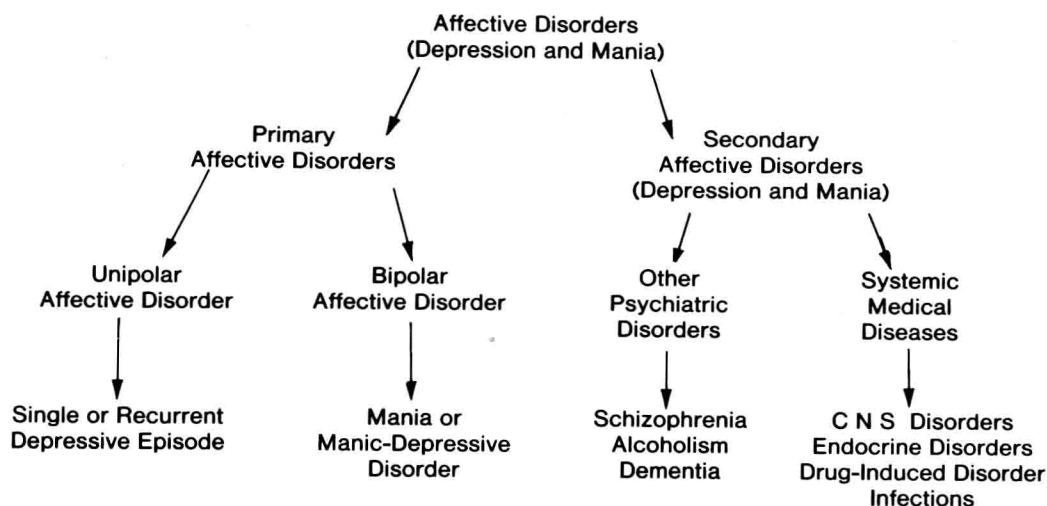 Affective Disorders
(Depression and Mania)
Primary
Affective Disorders
Secondary
Affective Disorders
(Depression and Mania)
Unipolar
Affective Disorder
Bipolar
Affective Disorder
Other
Psychiatric
Disorders
Systemic
Medical
Diseases
Single or Recurrent
Depressive Episode
Mania or
Manic-Depressive
Disorder
Schizophrenia
Alcoholism
Dementia
C N S Disorders
Endocrine Disorders
Drug-Induced Disorder
Infections